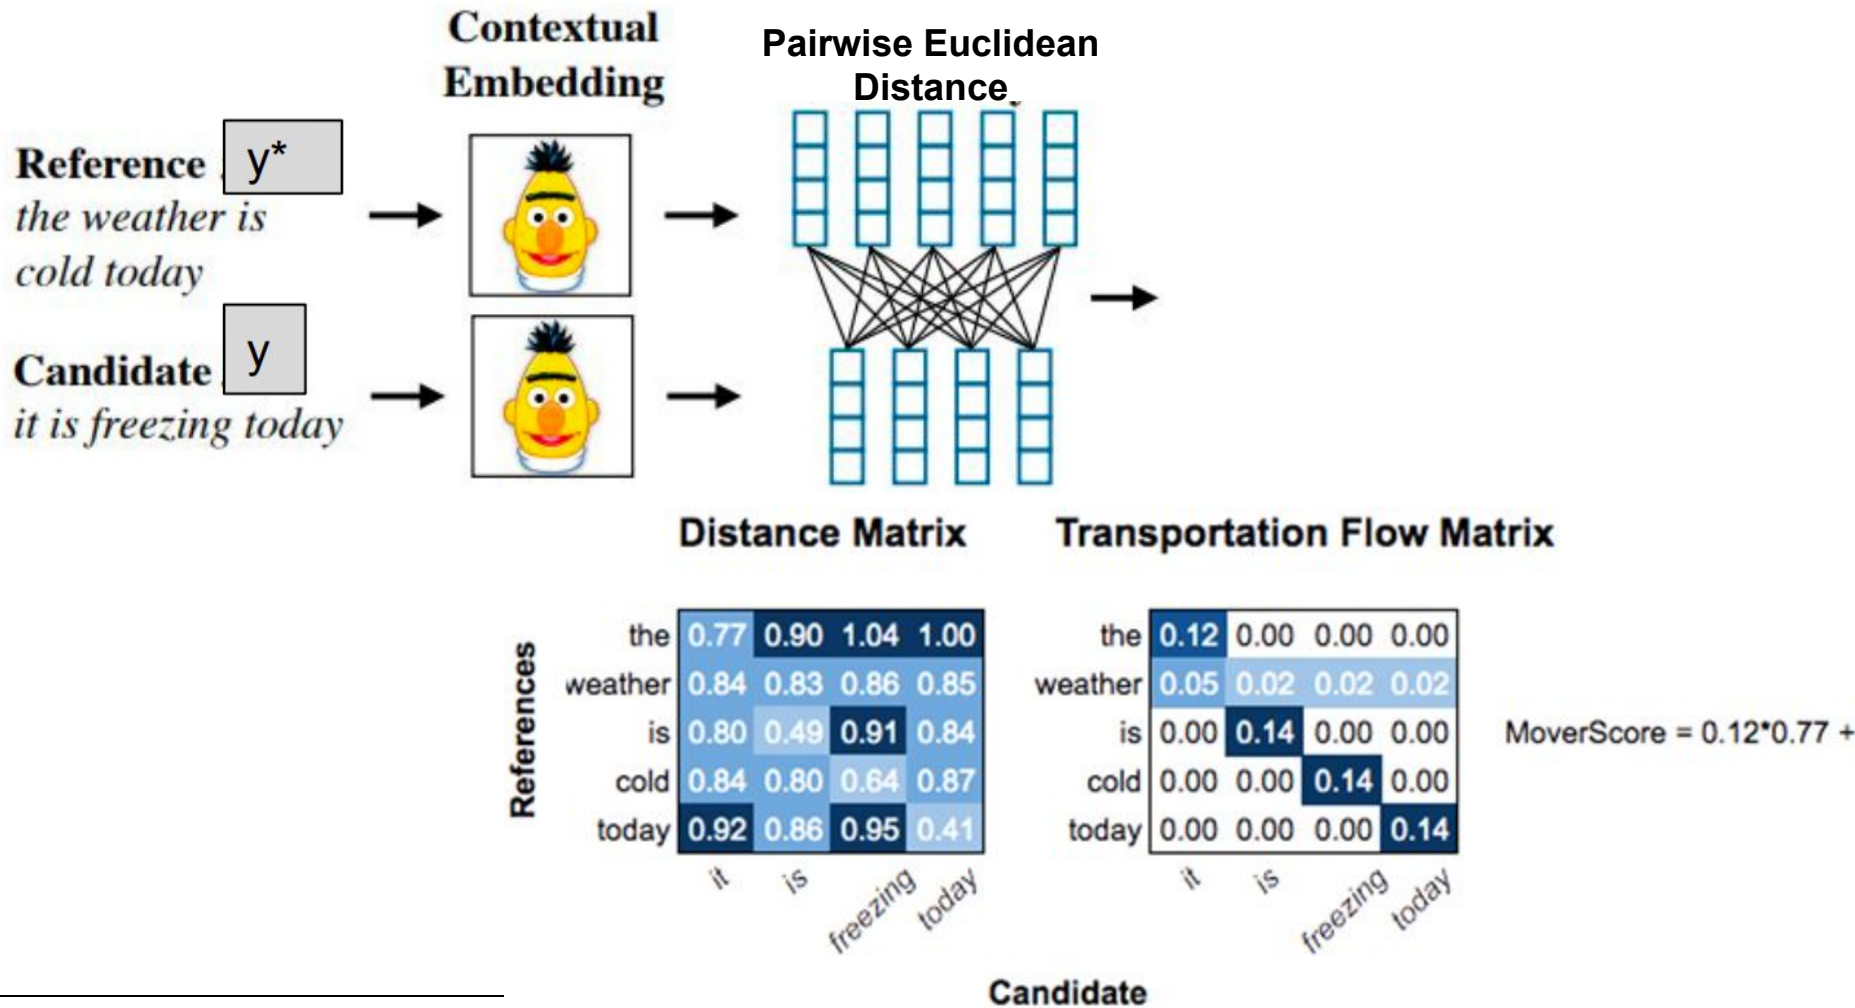 Contextual
Embedding
Pairwise Euclidean
Distance
Reference y*
the weather is
cold today
Candidate y
it is freezing today
Distance Matrix
Transportation Flow Matrix
References
the 0.77 0.90 1.04 1.00
weather 0.84 0.83 0.86 0.85
is 0.80 0.49 0.91 0.84
cold 0.84 0.80 0.64 0.87
today 0.92 0.86 0.95 0.41
it is freezing today
the 0.12 0.00 0.00 0.00
weather 0.05 0.02 0.02 0.02
is 0.00 0.14 0.00 0.00
cold 0.00 0.00 0.14 0.00
today 0.00 0.00 0.00 0.14
it is freezing today
MoverScore = 0.12*0.77 +
Candidate